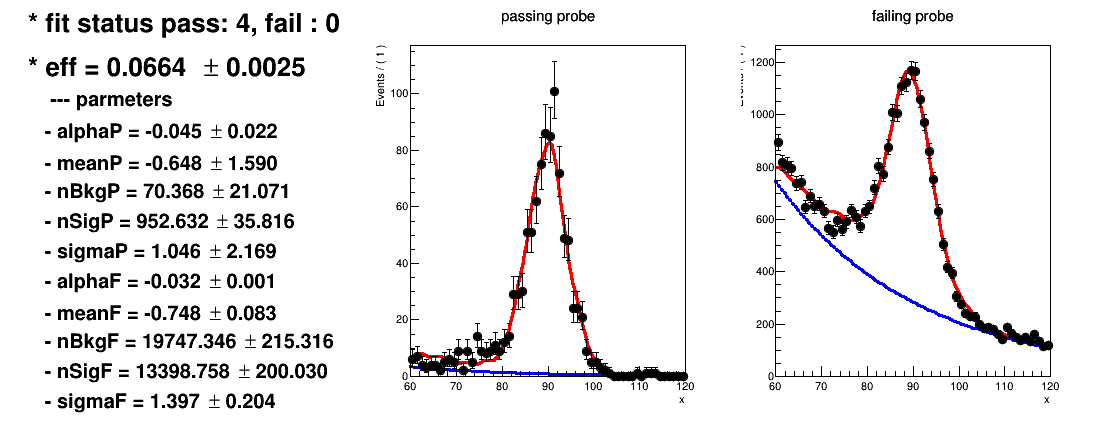 * fit status pass: 4, fail : 0
* eff = 0.0664 ± 0.0025
--- parmeters
- alphaP = -0.045 ± 0.022
- meanP = -0.648 ± 1.590
- nBkgP = 70.368 ± 21.071
- nSigP = 952.632 ± 35.816
- sigmaP = 1.046 ± 2.169
- alphaF = -0.032 ± 0.001
- meanF = -0.748 ± 0.083
- nBkgF = 19747.346 ± 215.316
- nSigF = 13398.758 ± 200.030
- sigmaF = 1.397 ± 0.204
passing probe
Events / ( 1 )
100
80
60
40
20
0
60 70 80 90 100 110 120
x
failing probe
1200
1000
800
600
400
200
0
60 70 80 90 100 110 120
x